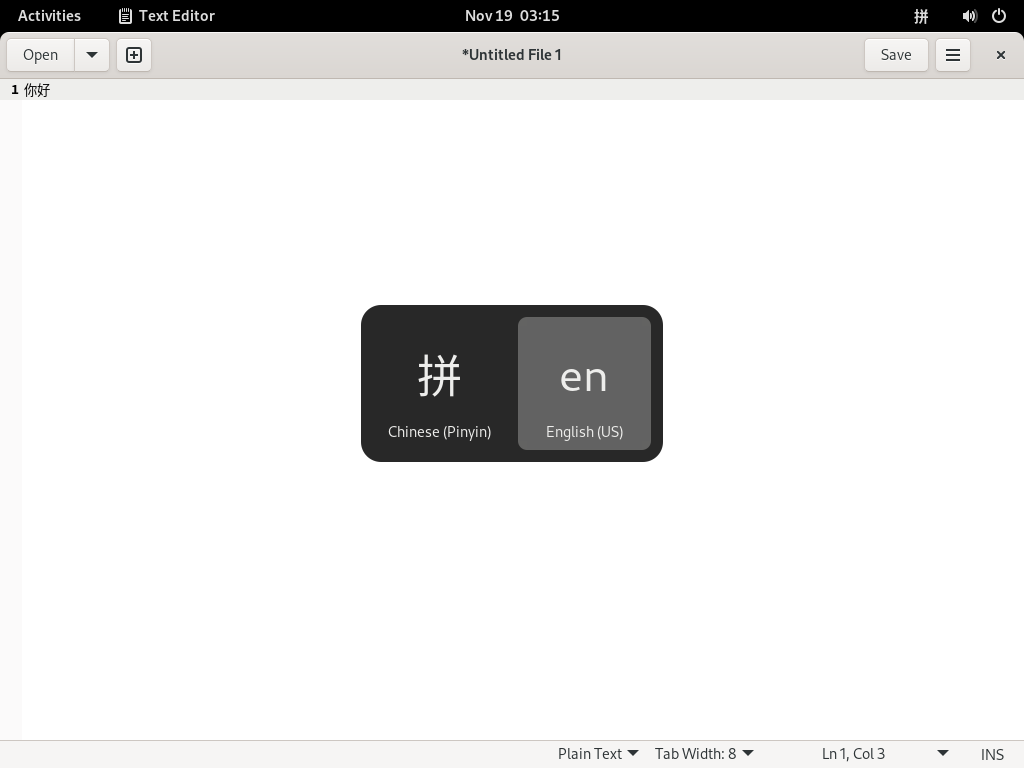 Activities Text Editor Nov 19 03:15 拼
Open *Untitled File 1 Save
1 你好
拼 en
Chinese (Pinyin) English (US)
Plain Text Tab Width: 8 Ln 1, Col 3 INS